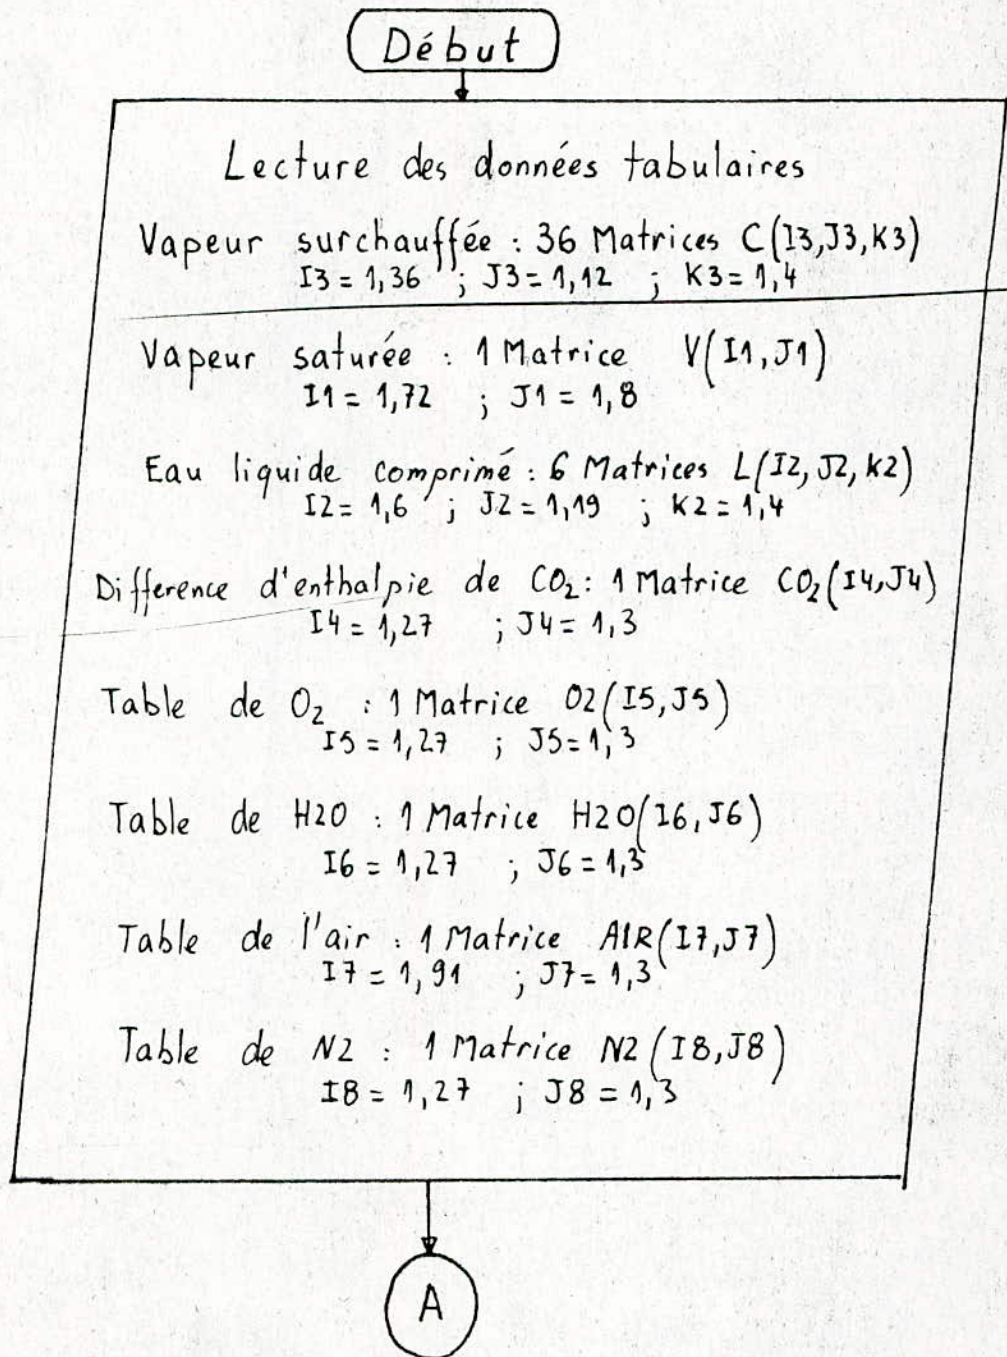 Début
Lecture des données tabulaires
Vapeur surchauffée : 36 Matrices C(I3,J3,K3)
I3 = 1,36 ; J3 = 1,12 ; K3 = 1,4
Vapeur saturée : 1 Matrice V(I1,J1)
I1 = 1,72 ; J1 = 1,8
Eau liquide comprimé : 6 Matrices L(I2,J2,K2)
I2 = 1,6 ; J2 = 1,19 ; K2 = 1,4
Difference d'enthalpie de CO₂ : 1 Matrice CO₂(I4,J4)
I4 = 1,27 ; J4 = 1,3
Table de O₂ : 1 Matrice O2(I5,J5)
I5 = 1,27 ; J5 = 1,3
Table de H2O : 1 Matrice H2O(I6,J6)
I6 = 1,27 ; J6 = 1,3
Table de l'air : 1 Matrice AIR(I7,J7)
I7 = 1,91 ; J7 = 1,3
Table de N2 : 1 Matrice N2(I8,J8)
I8 = 1,27 ; J8 = 1,3
A